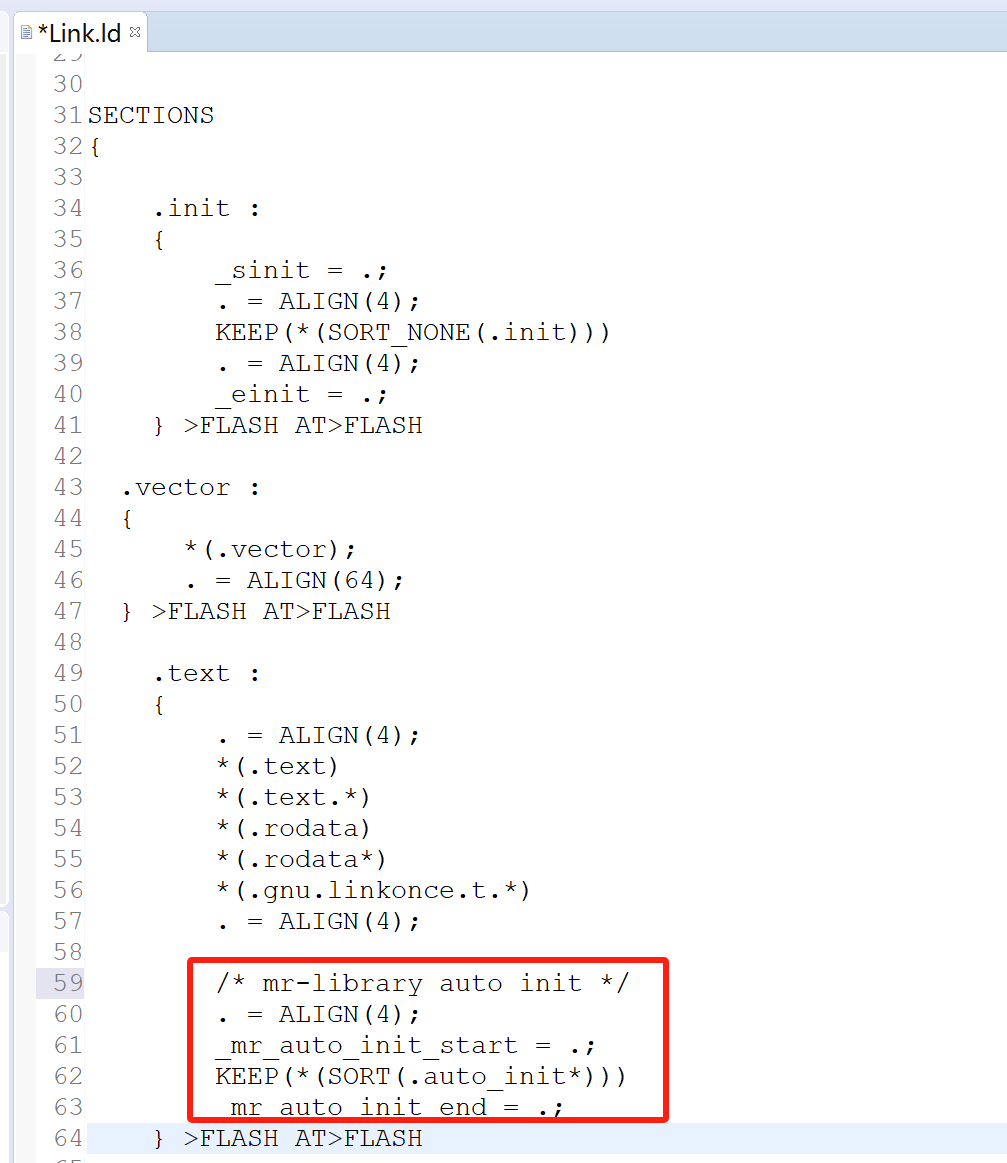 *Link.ld
29
30
31 SECTIONS
32 {
33
34 .init :
35 {
36 _sinit = .;
37 . = ALIGN(4);
38 KEEP(*(SORT_NONE(.init)))
39 . = ALIGN(4);
40 _einit = .;
41 } >FLASH AT>FLASH
42
43 .vector :
44 {
45 *(.vector);
46 . = ALIGN(64);
47 } >FLASH AT>FLASH
48
49 .text :
50 {
51 . = ALIGN(4);
52 *(.text)
53 *(.text.*)
54 *(.rodata)
55 *(.rodata*)
56 *(.gnu.linkonce.t.*)
57 . = ALIGN(4);
58
59 /* mr-library auto init */
60 . = ALIGN(4);
61 _mr_auto_init_start = .;
62 KEEP(*(SORT(.auto_init*)))
63 _mr_auto_init_end = .;
64 } >FLASH AT>FLASH